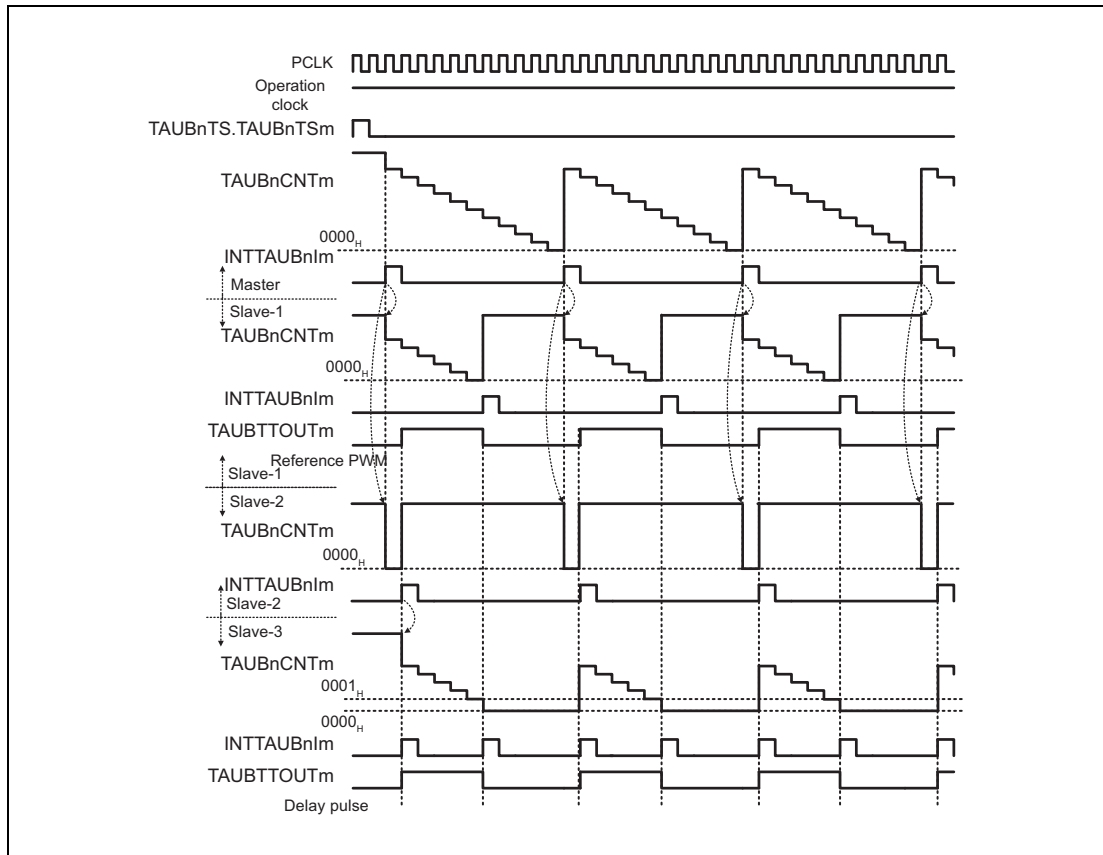 PCLK
Operation
clock
TAUBnTS.TAUBnTSm
TAUBnCNTm
0000H
INTTAUBnIm
Master
Slave-1
TAUBnCNTm
0000H
INTTAUBnIm
TAUBTTOUTm
Reference PWM
Slave-1
Slave-2
TAUBnCNTm
0000H
INTTAUBnIm
Slave-2
Slave-3
TAUBnCNTm
0001H
0000H
INTTAUBnIm
TAUBTTOUTm
Delay pulse